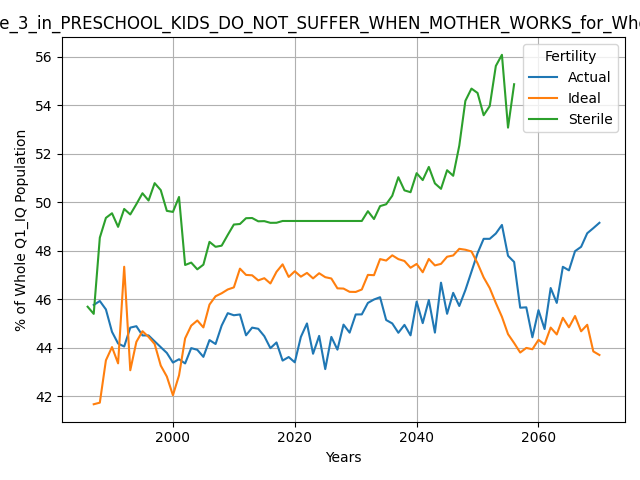 e_3_in_PRESCHOOL_KIDS_DO_NOT_SUFFER_WHEN_MOTHER_WORKS_for_Who
Fertility
Actual
Ideal
Sterile
% of Whole Q1_IQ Population
56
54
52
50
48
46
44
42
2000
2020
2040
2060
Years